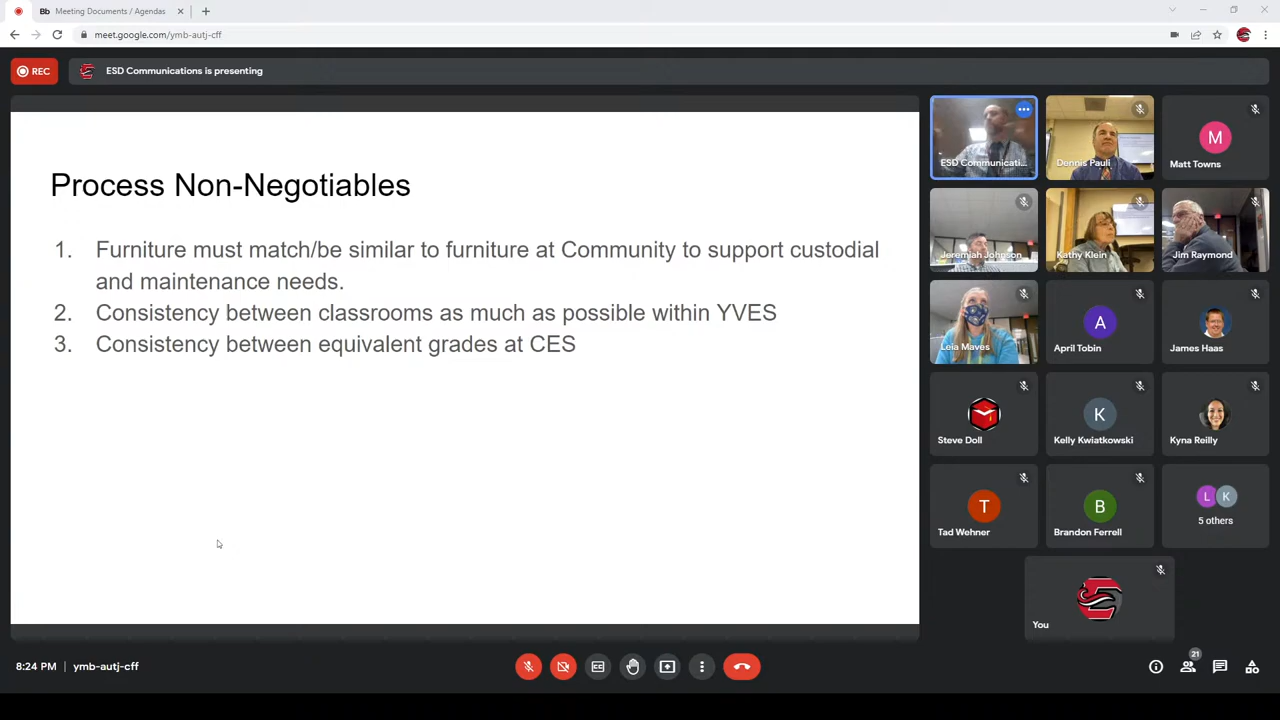 Bb Meeting Documents / Agendas
meet.google.com/ymb-autj-cff
REC
ESD Communications is presenting
Process Non-Negotiables
1. Furniture must match/be similar to furniture at Community to support custodial
and maintenance needs.
2. Consistency between classrooms as much as possible within YVES
3. Consistency between equivalent grades at CES
ESD Communicati...
Dennis Pauli
M
Matt Towns
Jeremiah Johnson
Kathy Klein
Jim Raymond
Leia Maves
A
April Tobin
James Haas
Steve Doll
K
Kelly Kwiatkowski
Kyna Reilly
T
Tad Wehner
B
Brandon Ferrell
L K
5 others
You
8:24 PM | ymb-autj-cff
CC
21